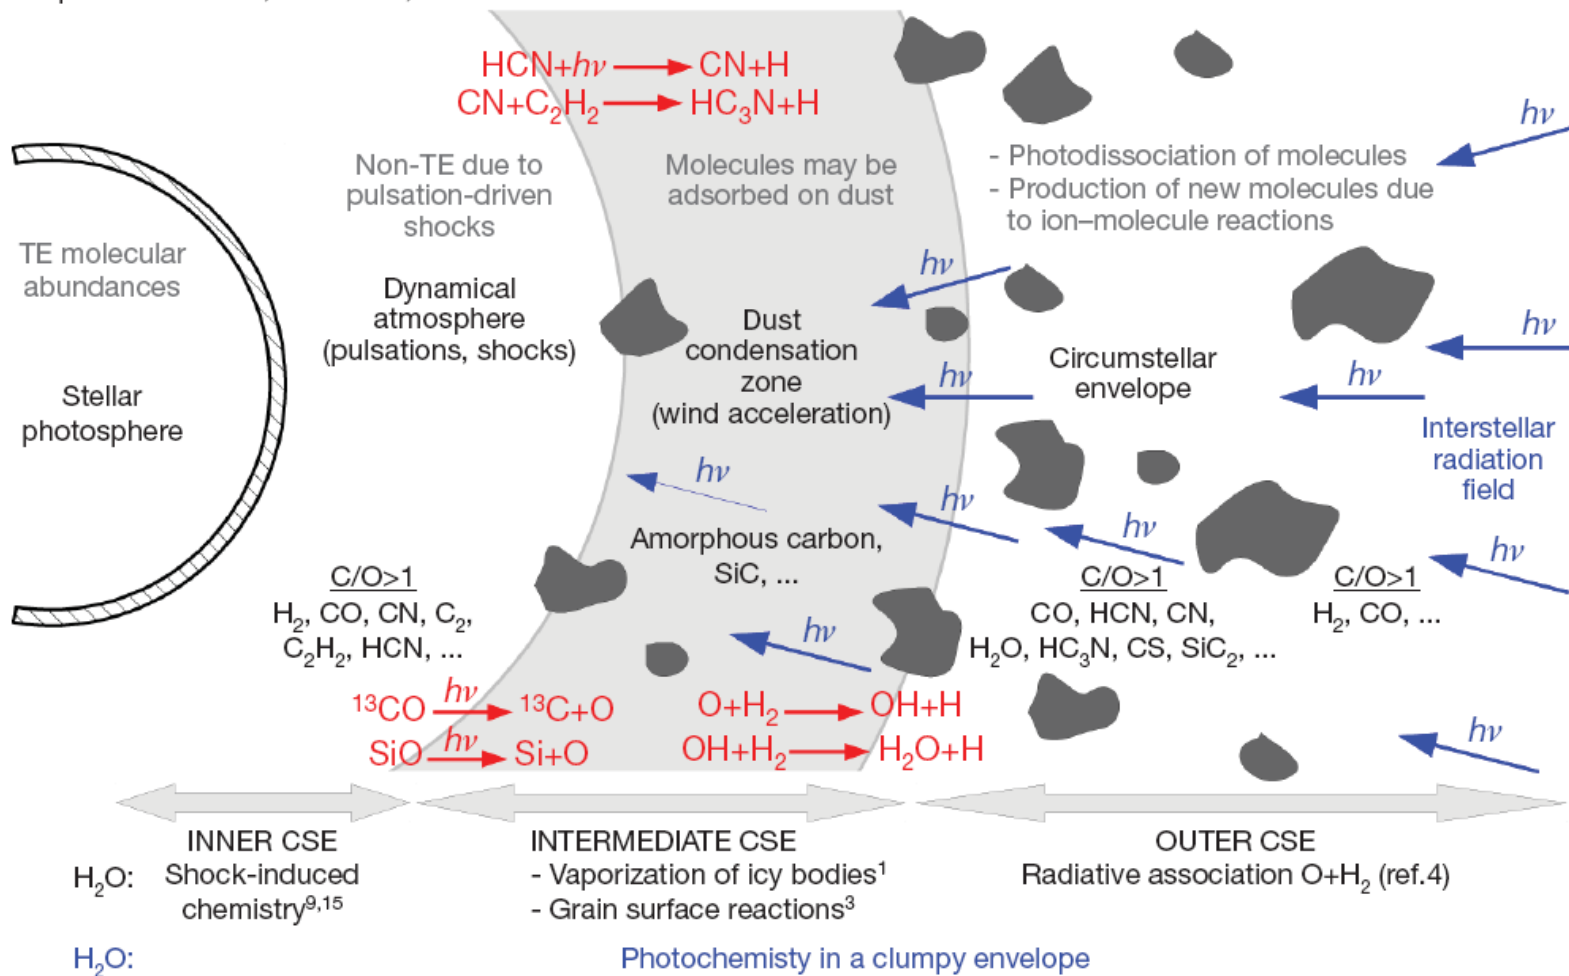 HCN+hν → CN+H
CN+C₂H₂ → HC₃N+H
Non-TE due to
pulsation-driven
shocks
Molecules may be
adsorbed on dust
- Photodissociation of molecules
- Production of new molecules due
to ion–molecule reactions
hν
TE molecular
abundances
Dynamical
atmosphere
(pulsations, shocks)
hν
Dust
condensation
zone
(wind acceleration)
hν
Circumstellar
envelope
hν
hν
Stellar
photosphere
Interstellar
radiation
field
hν
hν
hν
hν
Amorphous carbon,
SiC, ...
C/O>1
H₂, CO, CN, C₂,
C₂H₂, HCN, ...
C/O>1
CO, HCN, CN,
H₂O, HC₃N, CS, SiC₂, ...
C/O>1
H₂, CO, ...
hν
¹³CO hν → ¹³C+O
SiO hν → Si+O
O+H₂ → OH+H
OH+H₂ → H₂O+H
hν
INNER CSE
H₂O: Shock-induced
chemistry⁹,¹⁵
INTERMEDIATE CSE
- Vaporization of icy bodies¹
- Grain surface reactions³
OUTER CSE
Radiative association O+H₂ (ref.4)
H₂O: Photochemisty in a clumpy envelope